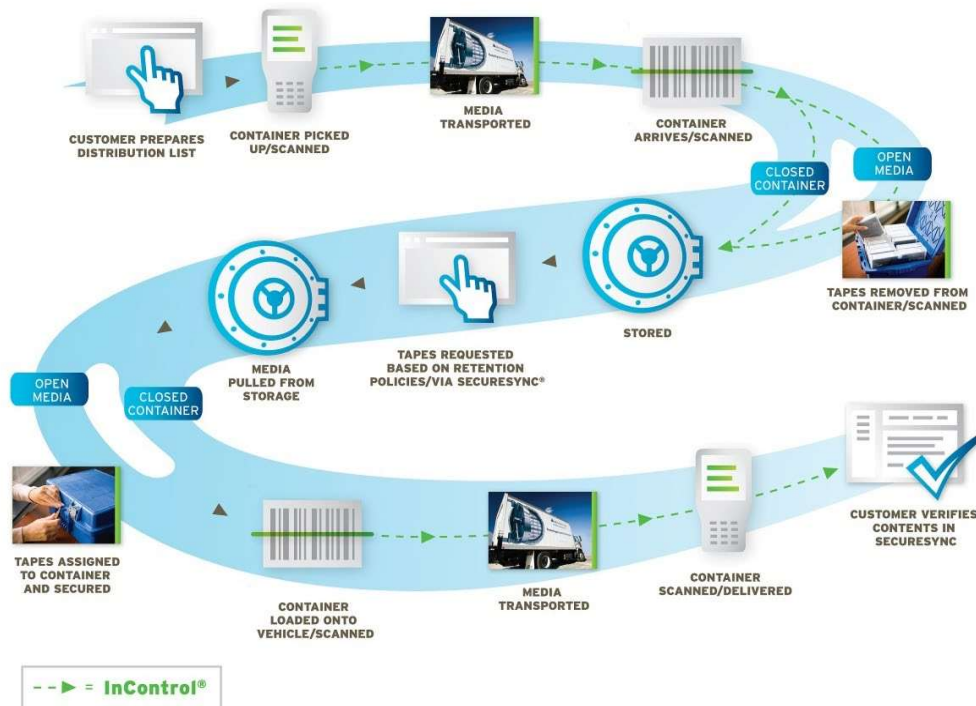 CUSTOMER PREPARES
DISTRIBUTION LIST
CONTAINER PICKED
UP/SCANNED
MEDIA
TRANSPORTED
CONTAINER
ARRIVES/SCANNED
CLOSED
CONTAINER
OPEN
MEDIA
TAPES REMOVED FROM
CONTAINER/SCANNED
STORED
TAPES REQUESTED
BASED ON RETENTION
POLICIES/VIA SECURESYNC®
MEDIA
PULLED FROM
STORAGE
OPEN
MEDIA
CLOSED
CONTAINER
TAPES ASSIGNED
TO CONTAINER
AND SECURED
CONTAINER
LOADED ONTO
VEHICLE/SCANNED
MEDIA
TRANSPORTED
CONTAINER
SCANNED/DELIVERED
CUSTOMER VERIFIES
CONTENTS IN
SECURESYNC
= InControl®